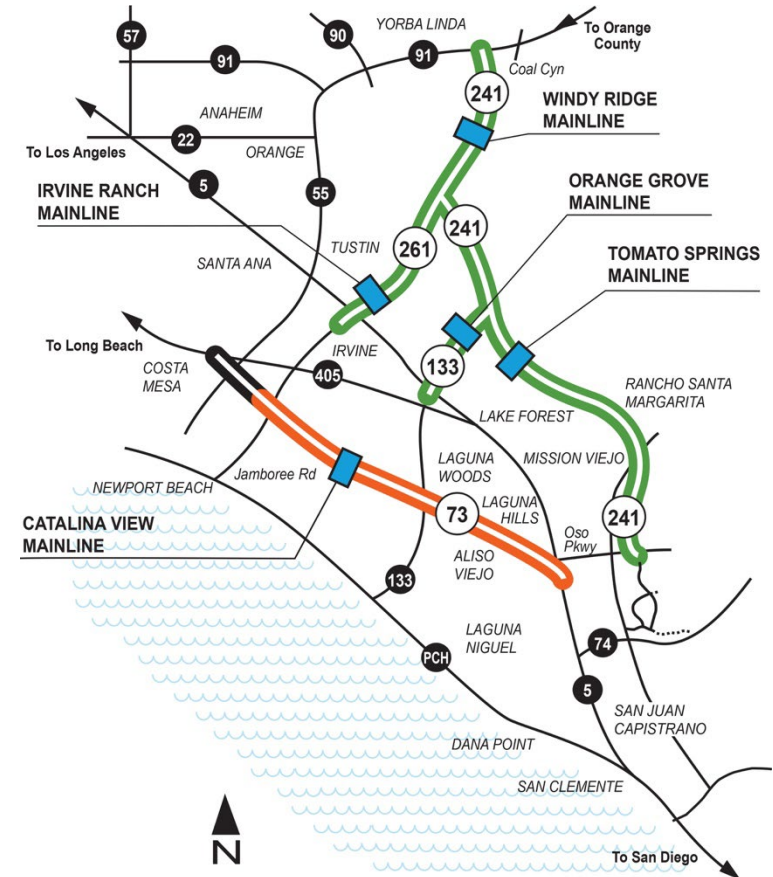 YORBA LINDA
To Orange
County
57
90
91
91
Coal Cyn
241
WINDY RIDGE
MAINLINE
ANAHEIM
22
ORANGE
To Los Angeles
5
55
IRVINE RANCH
MAINLINE
ORANGE GROVE
MAINLINE
241
TUSTIN
261
TOMATO SPRINGS
MAINLINE
SANTA ANA
To Long Beach
IRVINE
COSTA
MESA
405
133
RANCHO SANTA
MARGARITA
LAKE FOREST
LAGUNA
WOODS
MISSION VIEJO
Jamboree Rd
NEWPORT BEACH
LAGUNA
HILLS
73
241
CATALINA VIEW
MAINLINE
Oso
Pkwy
ALISO
VIEJO
133
LAGUNA
NIGUEL
74
PCH
5
SAN JUAN
CAPISTRANO
DANA POINT
SAN CLEMENTE
N
To San Diego